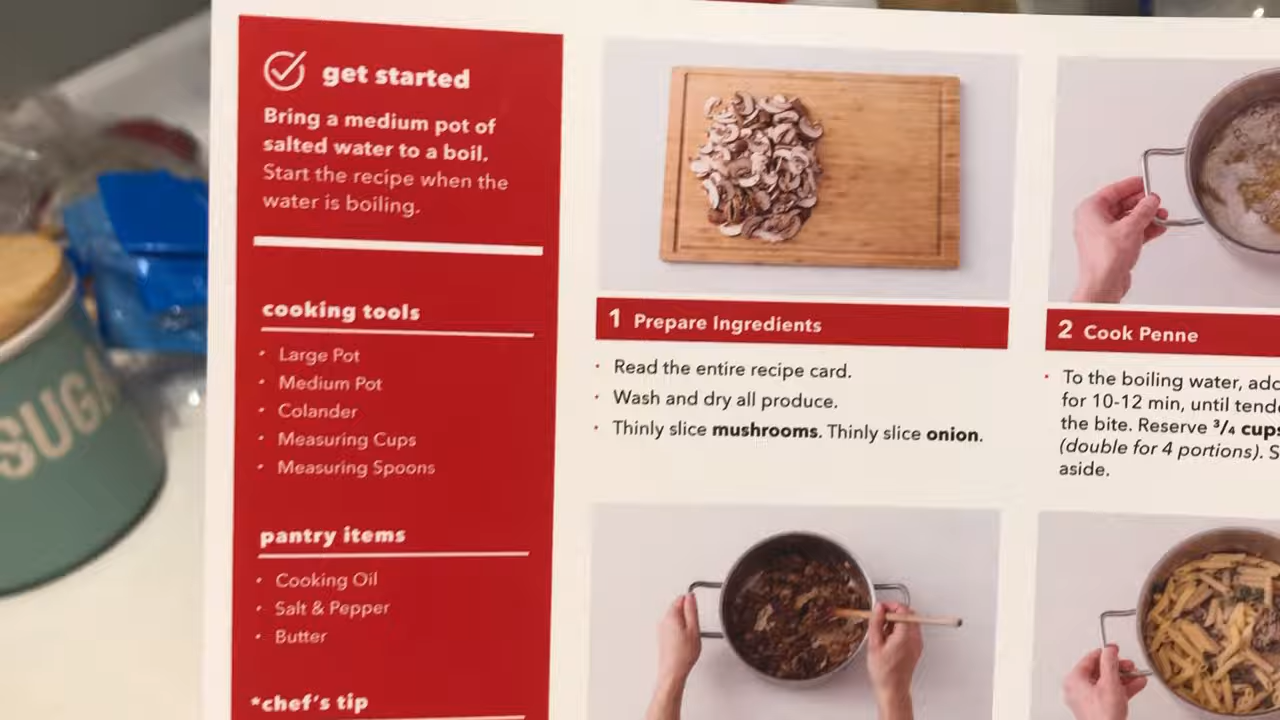 get started
Bring a medium pot of
salted water to a boil.
Start the recipe when the
water is boiling.
cooking tools
• Large Pot
• Medium Pot
• Colander
• Measuring Cups
• Measuring Spoons
pantry items
• Cooking Oil
• Salt & Pepper
• Butter
*chef's tip
1 Prepare Ingredients
• Read the entire recipe card.
• Wash and dry all produce.
• Thinly slice mushrooms. Thinly slice onion.
2 Cook Penne
• To the boiling water, add
for 10-12 min, until tende
the bite. Reserve ³/₄ cups
(double for 4 portions). S
aside.
SUGA